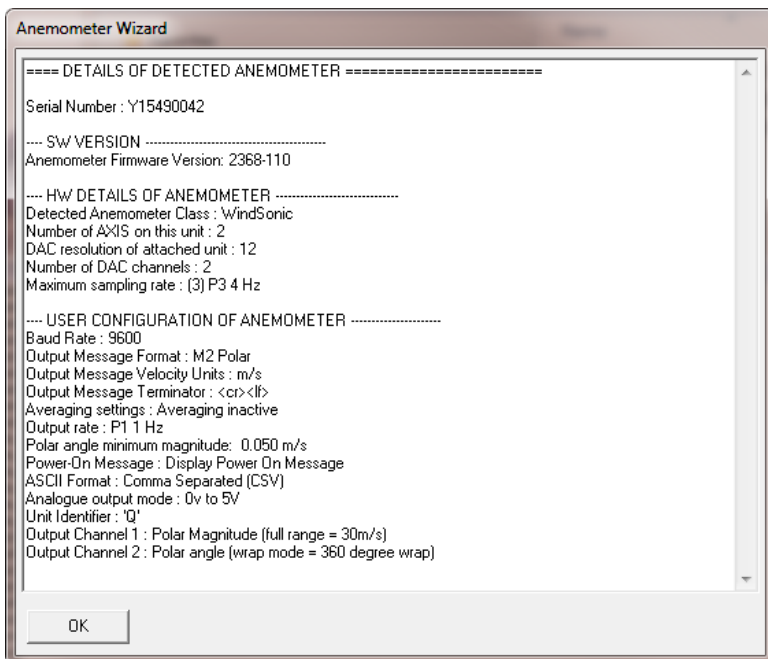 Anemometer Wizard
==== DETAILS OF DETECTED ANEMOMETER ========================
Serial Number : Y15490042
---- SW VERSION --------------------------------------------
Anemometer Firmware Version: 2368-110
---- HW DETAILS OF ANEMOMETER ------------------------------
Detected Anemometer Class : WindSonic
Number of AXIS on this unit : 2
DAC resolution of attached unit : 12
Number of DAC channels : 2
Maximum sampling rate : (3) P3 4 Hz
---- USER CONFIGURATION OF ANEMOMETER ----------------------
Baud Rate : 9600
Output Message Format : M2 Polar
Output Message Velocity Units : m/s
Output Message Terminator : <cr><lf>
Averaging settings : Averaging inactive
Output rate : P1 1 Hz
Polar angle minimum magnitude:  0.050 m/s
Power-On Message : Display Power On Message
ASCII Format : Comma Separated (CSV)
Analogue output mode : 0v to 5V
Unit Identifier : 'Q'
Output Channel 1 : Polar Magnitude (full range = 30m/s)
Output Channel 2 : Polar angle (wrap mode = 360 degree wrap)
OK